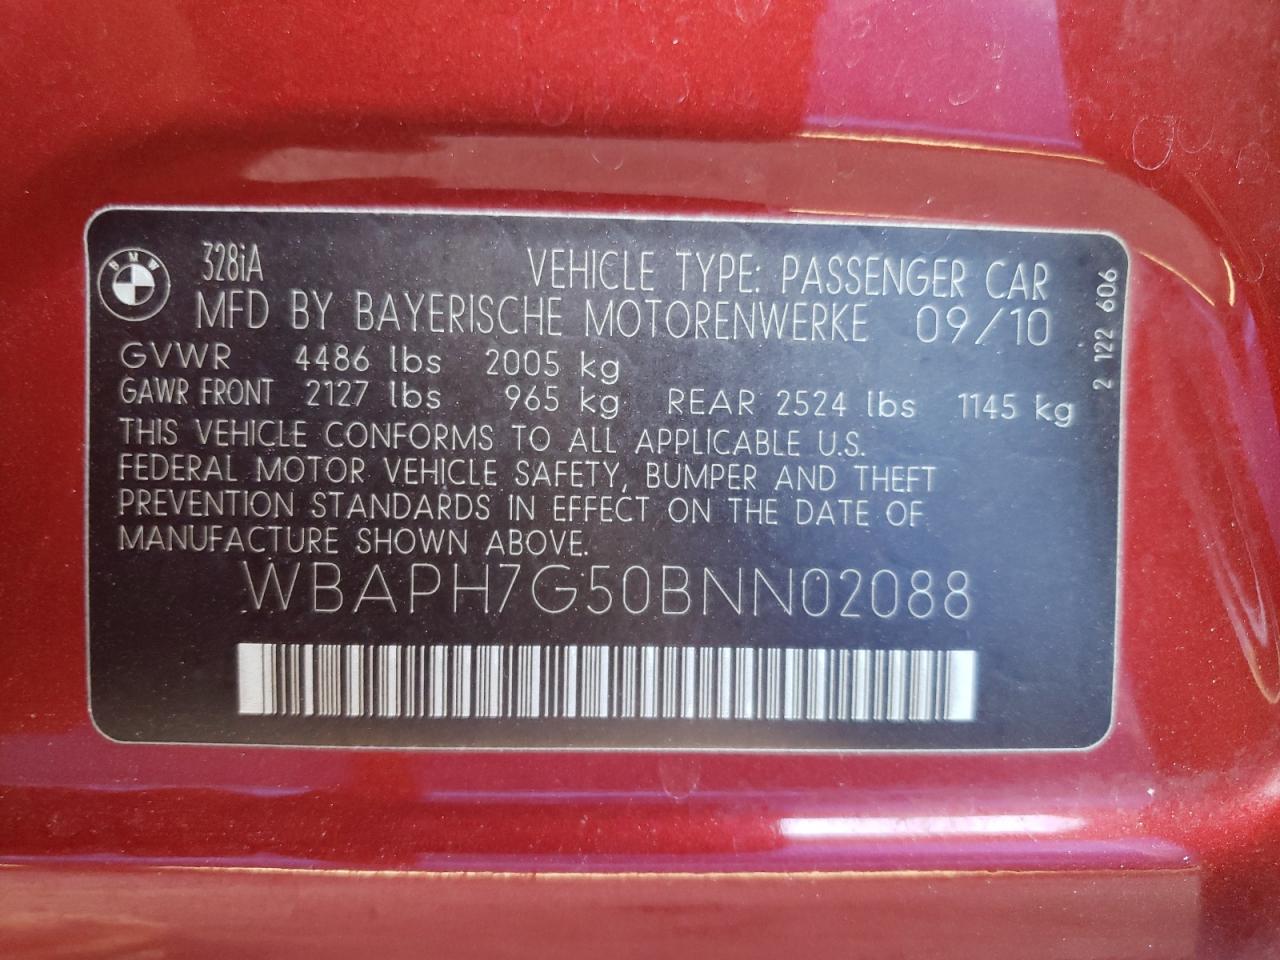 BMW
328iA VEHICLE TYPE: PASSENGER CAR
MFD BY BAYERISCHE MOTORENWERKE 09/10
GVWR 4486 lbs 2005 kg
GAWR FRONT 2127 lbs 965 kg REAR 2524 lbs 1145 kg
THIS VEHICLE CONFORMS TO ALL APPLICABLE U.S.
FEDERAL MOTOR VEHICLE SAFETY, BUMPER AND THEFT
PREVENTION STANDARDS IN EFFECT ON THE DATE OF
MANUFACTURE SHOWN ABOVE.
WBAPH7G50BNN02088
2 122 606